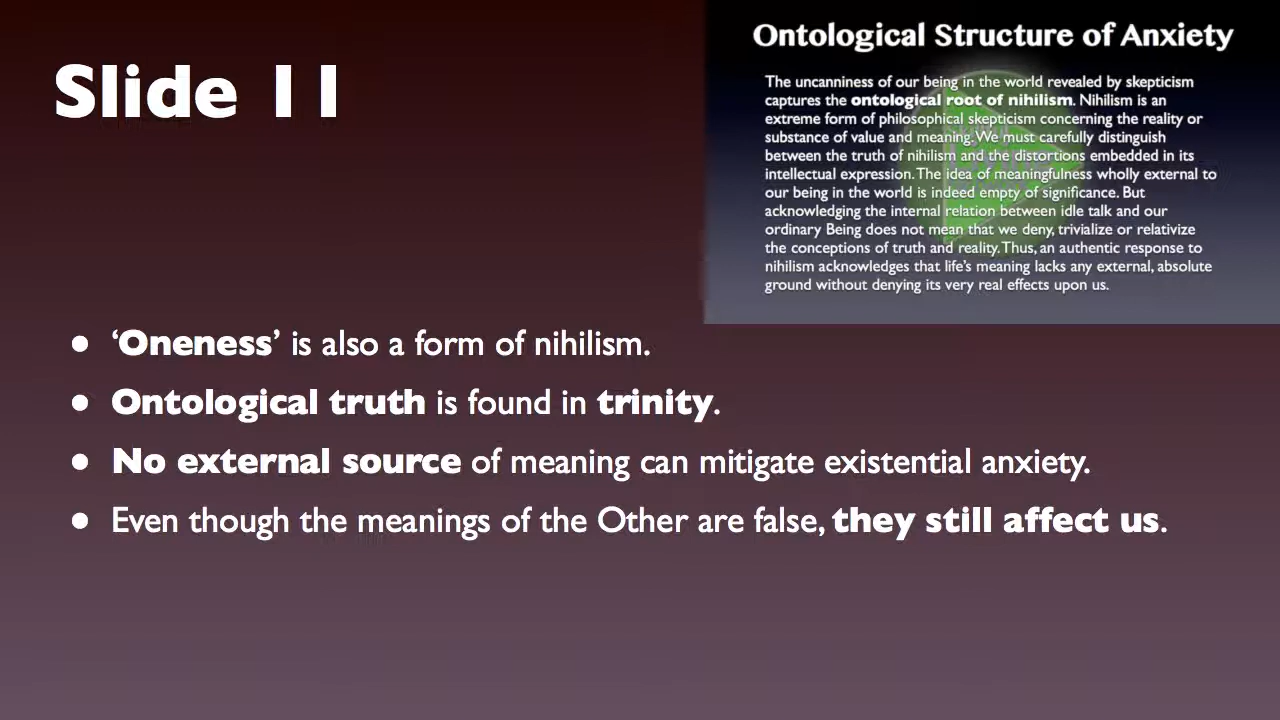 Slide 11
Ontological Structure of Anxiety
The uncanniness of our being in the world revealed by skepticism
captures the ontological root of nihilism. Nihilism is an
extreme form of philosophical skepticism concerning the reality or
substance of value and meaning. We must carefully distinguish
between the truth of nihilism and the distortions embedded in its
intellectual expression. The idea of meaningfulness wholly external to
our being in the world is indeed empty of significance. But
acknowledging the internal relation between idle talk and our
ordinary Being does not mean that we deny, trivialize or relativize
the conceptions of truth and reality. Thus, an authentic response to
nihilism acknowledges that life's meaning lacks any external, absolute
ground without denying its very real effects upon us.
• ‘Oneness’ is also a form of nihilism.
• Ontological truth is found in trinity.
• No external source of meaning can mitigate existential anxiety.
• Even though the meanings of the Other are false, they still affect us.